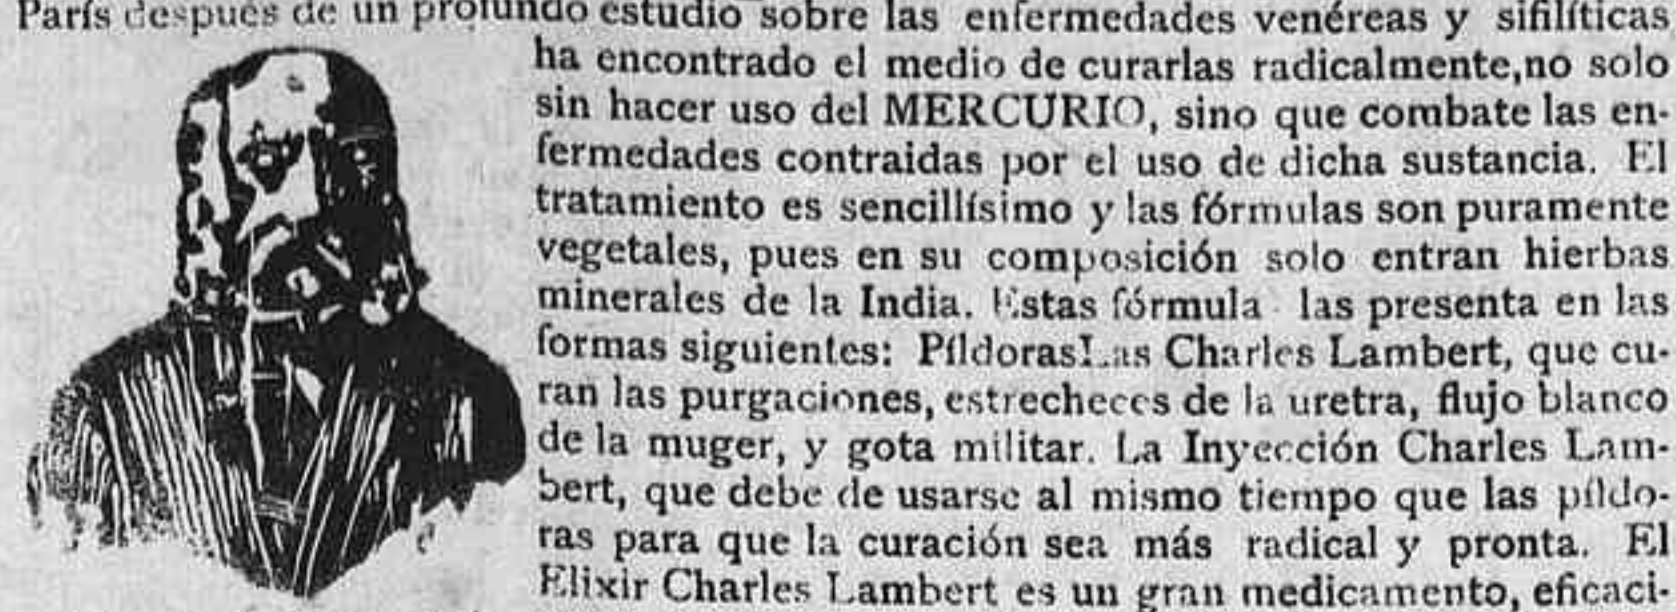 París después de un profundo estudio sobre las enfermedades venéreas y sifilíticas
ha encontrado el medio de curarlas radicalmente,no solo
sin hacer uso del MERCURIO, sino que combate las en-
fermedades contraidas por el uso de dicha sustancia. El
tratamiento es sencillísimo y las fórmulas son puramente
vegetales, pues en su composición solo entran hierbas
minerales de la India. Estas fórmula las presenta en las
formas siguientes: PíldorasLas Charles Lambert, que cu-
ran las purgaciones, estrecheces de la uretra, flujo blanco
de la muger, y gota militar. La Inyección Charles Lam-
bert, que debe de usarse al mismo tiempo que las píldo-
ras para que la curación sea más radical y pronta. El
Elixir Charles Lambert es un gran medicamento, eficaci-